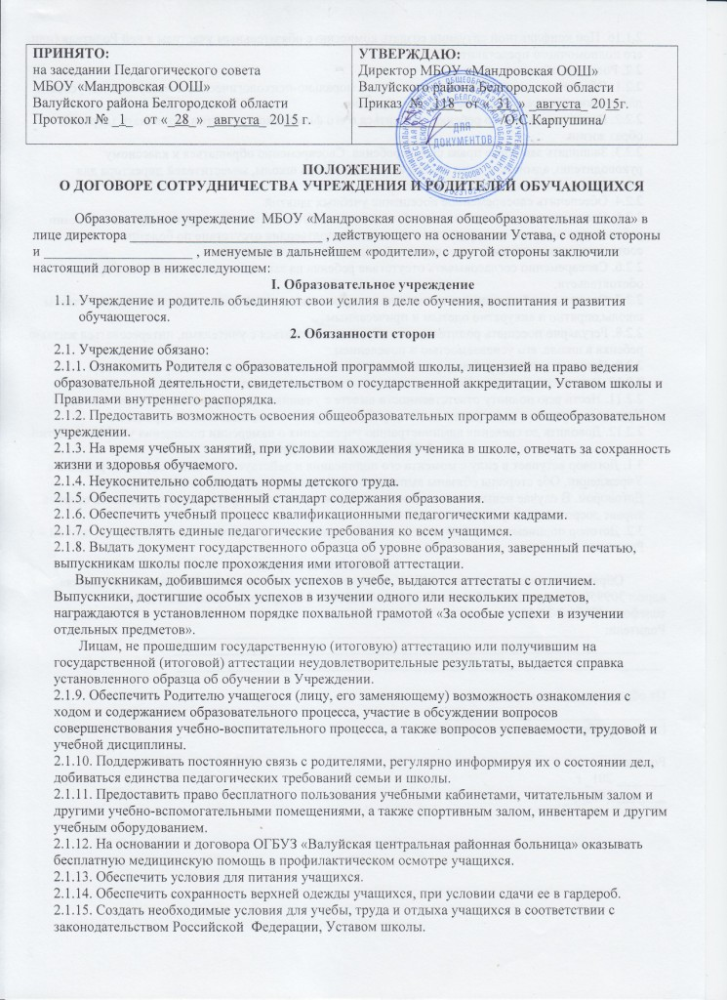 ПРИНЯТО:
на заседании Педагогического совета
МБОУ «Мандровская ООШ»
Валуйского района Белгородской области
Протокол № 1 от «28» августа 2015 г.
УТВЕРЖДАЮ:
Директор МБОУ «Мандровская ООШ»
Валуйского района Белгородской области
Приказ № 118 от « 31 » августа 2015г.
/О.С.Карпушина/
ДЛЯ
ДОКУМЕНТОВ
ПОЛОЖЕНИЕ
О ДОГОВОРЕ СОТРУДНИЧЕСТВА УЧРЕЖДЕНИЯ И РОДИТЕЛЕЙ ОБУЧАЮЩИХСЯ
Образовательное учреждение МБОУ «Мандровская основная общеобразовательная школа» в
лице директора ____________________________ , действующего на основании Устава, с одной стороны
и ______________________ , именуемые в дальнейшем «родители», с другой стороны заключили
настоящий договор в нижеследующем:
I. Образовательное учреждение
1.1. Учреждение и родитель объединяют свои усилия в деле обучения, воспитания и развития
обучающегося.
2. Обязанности сторон
2.1. Учреждение обязано:
2.1.1. Ознакомить Родителя с образовательной программой школы, лицензией на право ведения
образовательной деятельности, свидетельством о государственной аккредитации, Уставом школы и
Правилами внутреннего распорядка.
2.1.2. Предоставить возможность освоения общеобразовательных программ в общеобразовательном
учреждении.
2.1.3. На время учебных занятий, при условии нахождения ученика в школе, отвечать за сохранность
жизни и здоровья обучаемого.
2.1.4. Неукоснительно соблюдать нормы детского труда.
2.1.5. Обеспечить государственный стандарт содержания образования.
2.1.6. Обеспечить учебный процесс квалификационными педагогическими кадрами.
2.1.7. Осуществлять единые педагогические требования ко всем учащимся.
2.1.8. Выдать документ государственного образца об уровне образования, заверенный печатью,
выпускникам школы после прохождения ими итоговой аттестации.
Выпускникам, добившимся особых успехов в учебе, выдаются аттестаты с отличием.
Выпускники, достигшие особых успехов в изучении одного или нескольких предметов,
награждаются в установленном порядке похвальной грамотой «За особые успехи в изучении
отдельных предметов».
Лицам, не прошедшим государственную (итоговую) аттестацию или получившим на
государственной (итоговой) аттестации неудовлетворительные результаты, выдается справка
установленного образца об обучении в Учреждении.
2.1.9. Обеспечить Родителю учащегося (лицу, его заменяющему) возможность ознакомления с
ходом и содержанием образовательного процесса, участие в обсуждении вопросов
совершенствования учебно-воспитательного процесса, а также вопросов успеваемости, трудовой и
учебной дисциплины.
2.1.10. Поддерживать постоянную связь с родителями, регулярно информируя их о состоянии дел,
добиваться единства педагогических требований семьи и школы.
2.1.11. Предоставить право бесплатного пользования учебными кабинетами, читательным залом и
другими учебно-вспомогательными помещениями, а также спортивным залом, инвентарем и другим
учебным оборудованием.
2.1.12. На основании и договора ОГБУЗ «Валуйская центральная районная больница» оказывать
бесплатную медицинскую помощь в профилактическом осмотре учащихся.
2.1.13. Обеспечить условия для питания учащихся.
2.1.14. Обеспечить сохранность верхней одежды учащихся, при условии сдачи ее в гардероб.
2.1.15. Создать необходимые условия для учебы, труда и отдыха учащихся в соответствии с
законодательством Российской Федерации, Уставом школы.